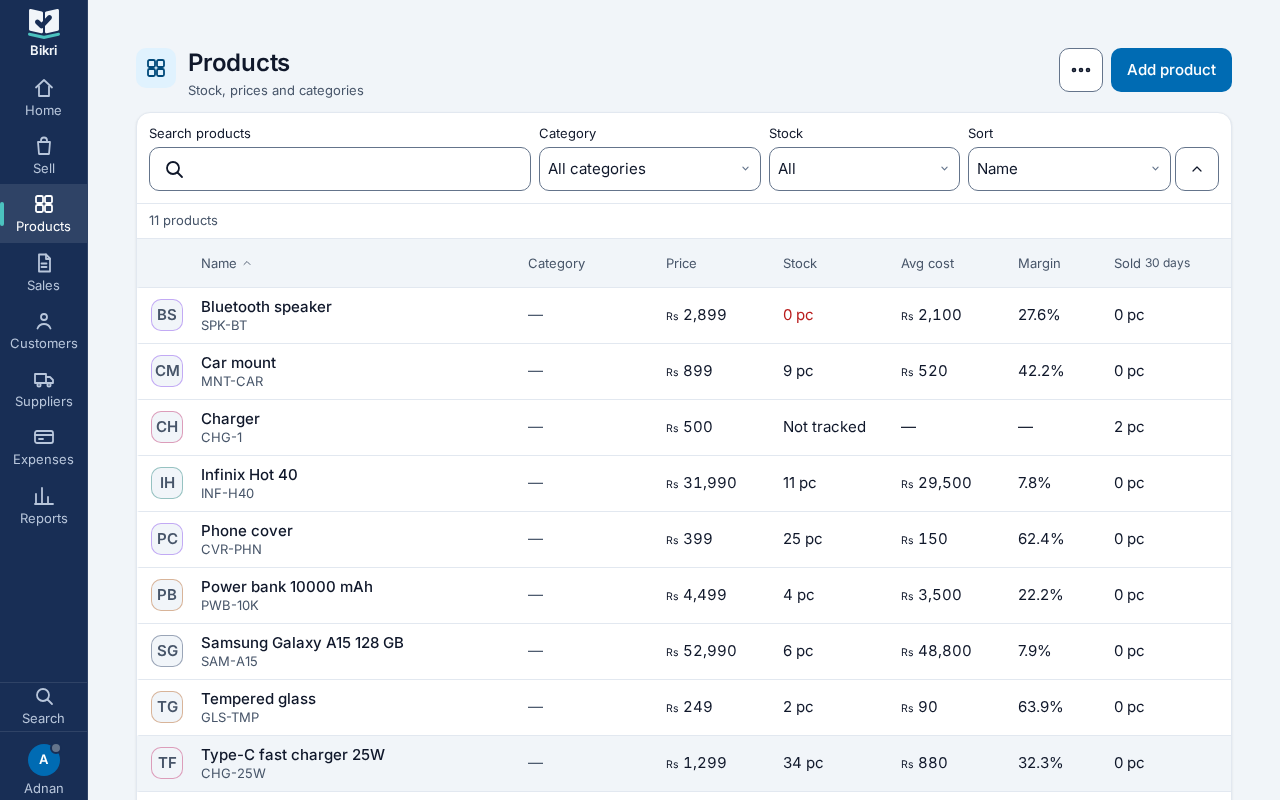 Bikri
Home
Sell
Products
Sales
Customers
Suppliers
Expenses
Reports
Search
A
Adnan
Products
Stock, prices and categories
Add product
Search products
Category
Stock
Sort
All categories
All
Name
11 products
Name Category Price Stock Avg cost Margin Sold 30 days
BS Bluetooth speaker — Rs 2,899 0 pc Rs 2,100 27.6% 0 pc
SPK-BT
CM Car mount — Rs 899 9 pc Rs 520 42.2% 0 pc
MNT-CAR
CH Charger — Rs 500 Not tracked — — 2 pc
CHG-1
IH Infinix Hot 40 — Rs 31,990 11 pc Rs 29,500 7.8% 0 pc
INF-H40
PC Phone cover — Rs 399 25 pc Rs 150 62.4% 0 pc
CVR-PHN
PB Power bank 10000 mAh — Rs 4,499 4 pc Rs 3,500 22.2% 0 pc
PWB-10K
SG Samsung Galaxy A15 128 GB — Rs 52,990 6 pc Rs 48,800 7.9% 0 pc
SAM-A15
TG Tempered glass — Rs 249 2 pc Rs 90 63.9% 0 pc
GLS-TMP
TF Type-C fast charger 25W — Rs 1,299 34 pc Rs 880 32.3% 0 pc
CHG-25W